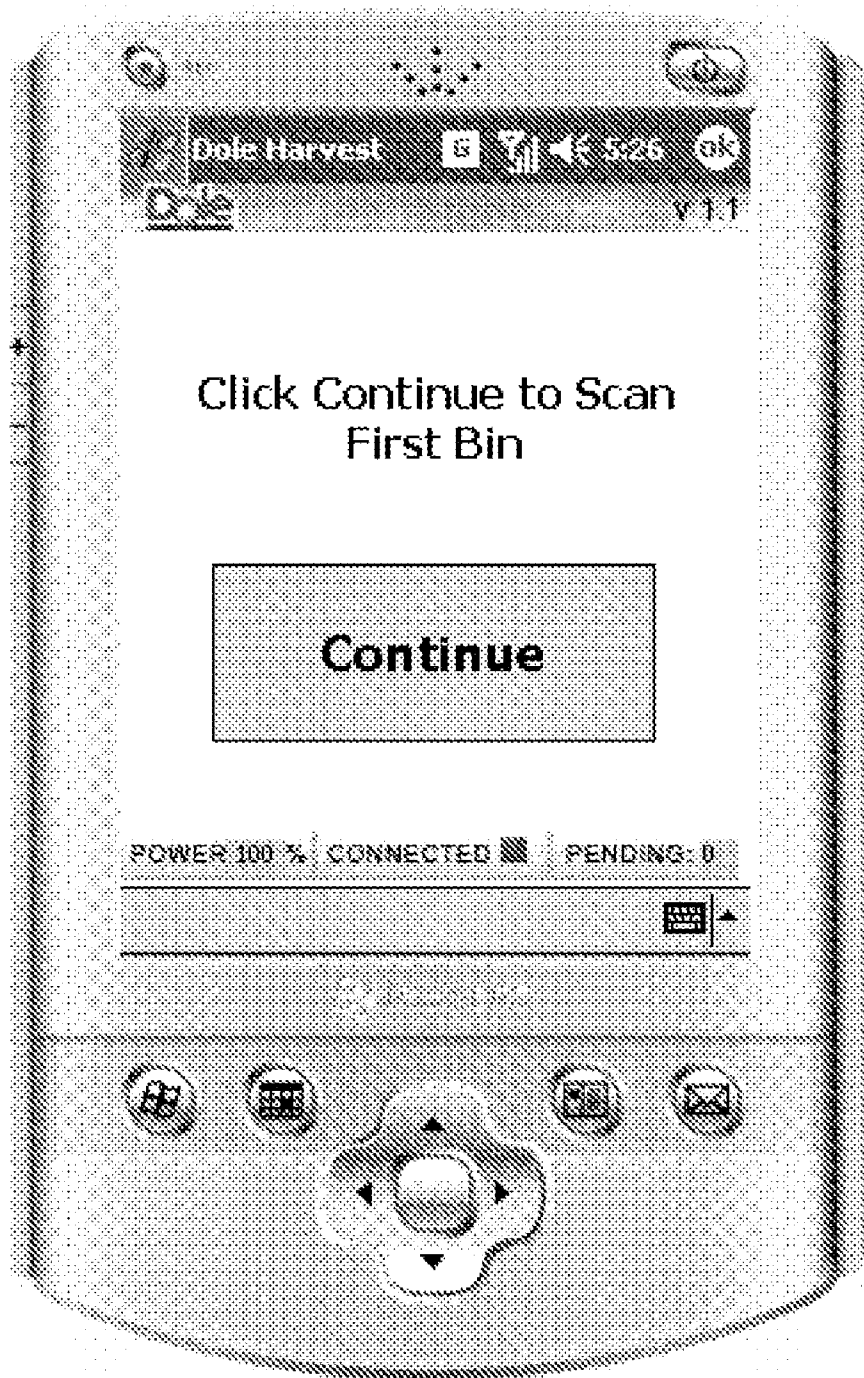 Dole Harvest G 5:26 ok
Dole V 1.1
Click Continue to Scan
First Bin
Continue
POWER 100 % CONNECTED PENDING: 0